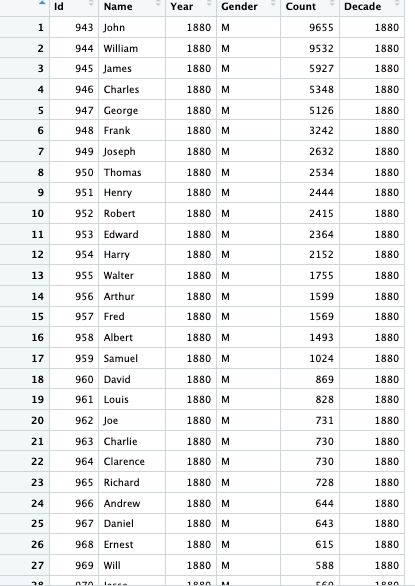 Id Name Year Gender Count Decade
1 943 John 1880 M 9655 1880
2 944 William 1880 M 9532 1880
3 945 James 1880 M 5927 1880
4 946 Charles 1880 M 5348 1880
5 947 George 1880 M 5126 1880
6 948 Frank 1880 M 3242 1880
7 949 Joseph 1880 M 2632 1880
8 950 Thomas 1880 M 2534 1880
9 951 Henry 1880 M 2444 1880
10 952 Robert 1880 M 2415 1880
11 953 Edward 1880 M 2364 1880
12 954 Harry 1880 M 2152 1880
13 955 Walter 1880 M 1755 1880
14 956 Arthur 1880 M 1599 1880
15 957 Fred 1880 M 1569 1880
16 958 Albert 1880 M 1493 1880
17 959 Samuel 1880 M 1024 1880
18 960 David 1880 M 869 1880
19 961 Louis 1880 M 828 1880
20 962 Joe 1880 M 731 1880
21 963 Charlie 1880 M 730 1880
22 964 Clarence 1880 M 730 1880
23 965 Richard 1880 M 728 1880
24 966 Andrew 1880 M 644 1880
25 967 Daniel 1880 M 643 1880
26 968 Ernest 1880 M 615 1880
27 969 Will 1880 M 588 1880